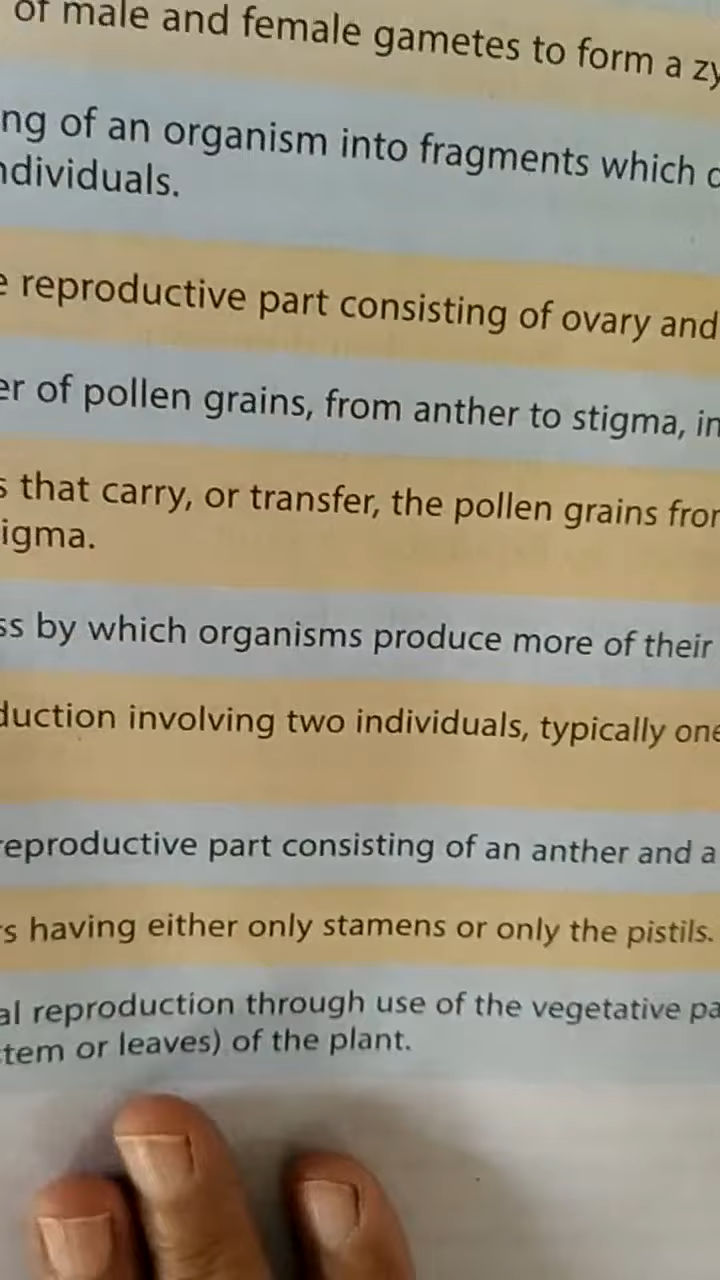 of male and female gametes to form a zy
ng of an organism into fragments which
ndividuals.
e reproductive part consisting of ovary and
er of pollen grains, from anther to stigma, in
s that carry, or transfer, the pollen grains from
igma.
ss by which organisms produce more of their
duction involving two individuals, typically one
reproductive part consisting of an anther and a
rs having either only stamens or only the pistils.
al reproduction through use of the vegetative pa
tem or leaves) of the plant.